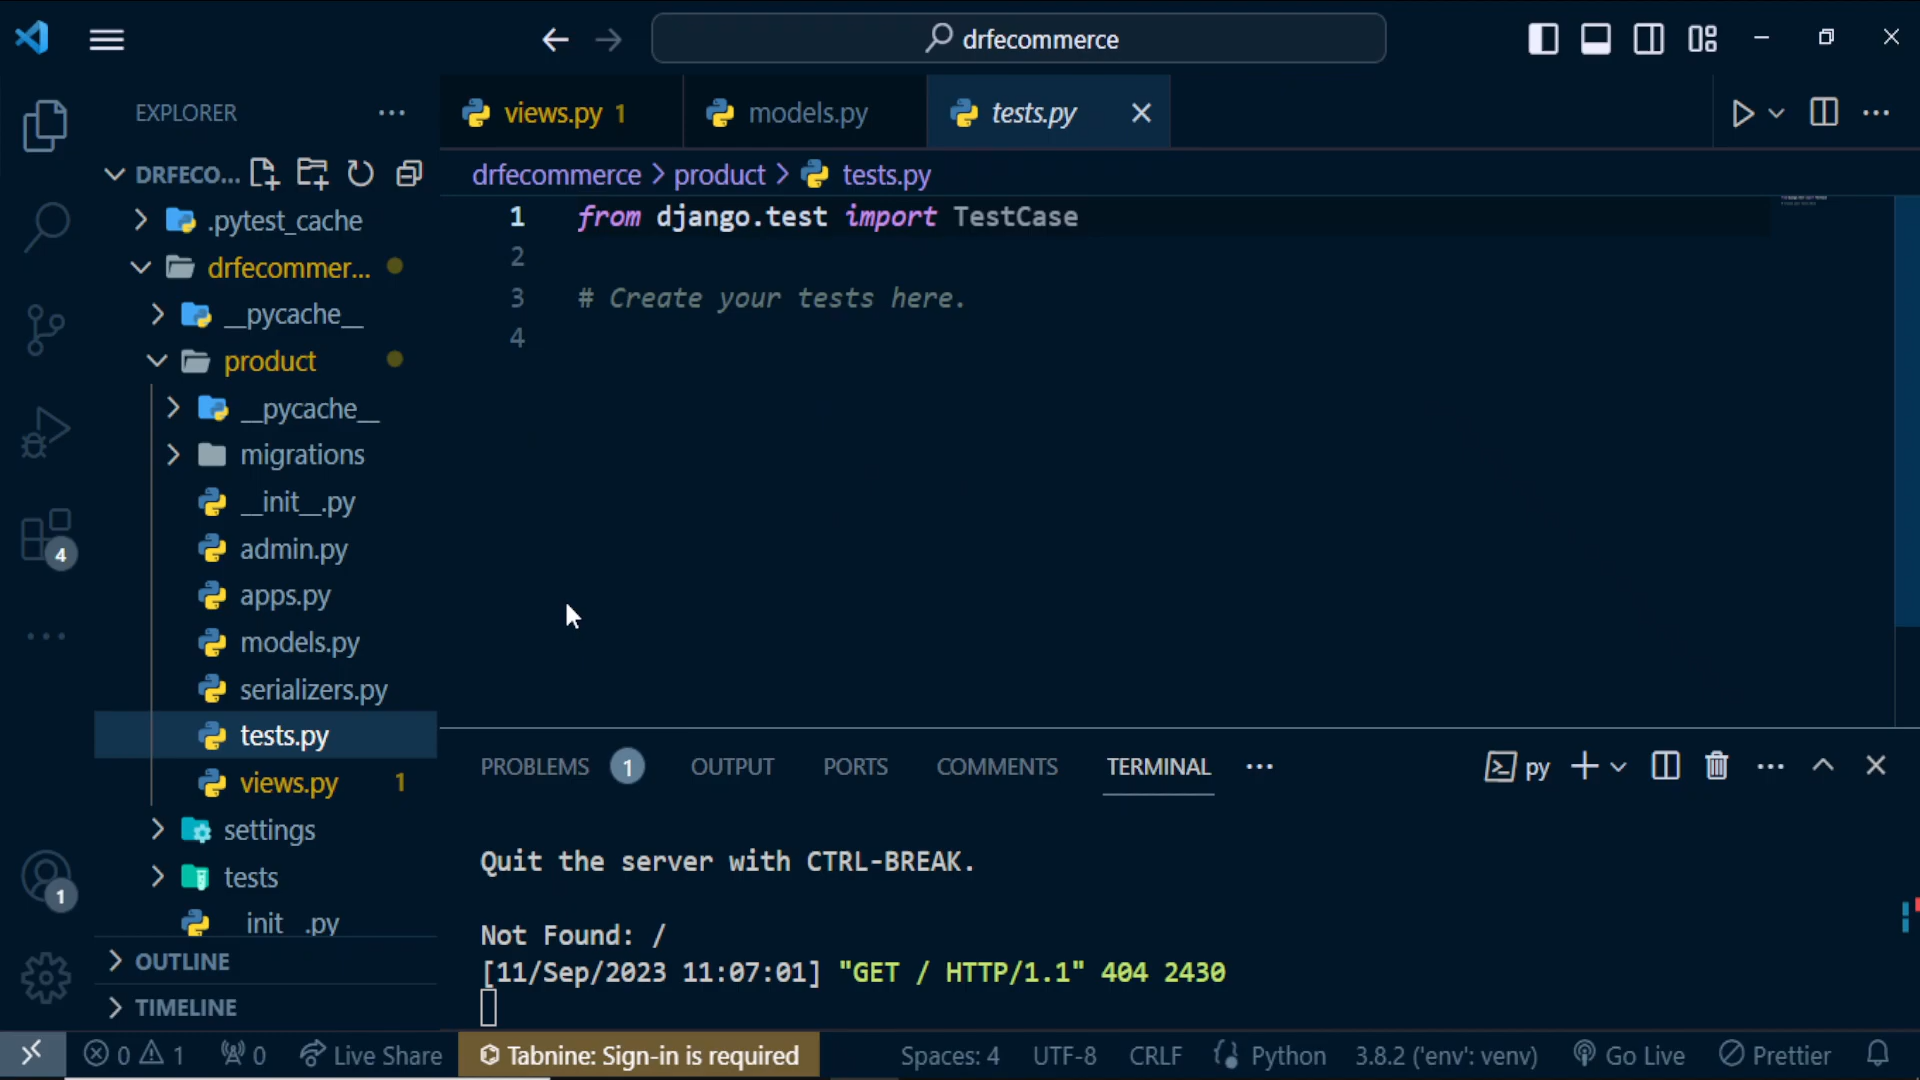 drfecommerce
EXPLORER
views.py 1
models.py
tests.py
DRFECO...
drfecommerce > product > tests.py
.pytest_cache
drfecommer...
__pycache__
product
__pycache__
migrations
__init__.py
admin.py
apps.py
models.py
serializers.py
tests.py
views.py 1
settings
tests
__init__.py
OUTLINE
TIMELINE
4
1
1 from django.test import TestCase
2
3 # Create your tests here.
4
PROBLEMS 1 OUTPUT PORTS COMMENTS TERMINAL
py
Quit the server with CTRL-BREAK.
Not Found: /
[11/Sep/2023 11:07:01] "GET / HTTP/1.1" 404 2430
0 1 0 Live Share Tabnine: Sign-in is required Spaces: 4 UTF-8 CRLF Python 3.8.2 ('env': venv) Go Live Prettier